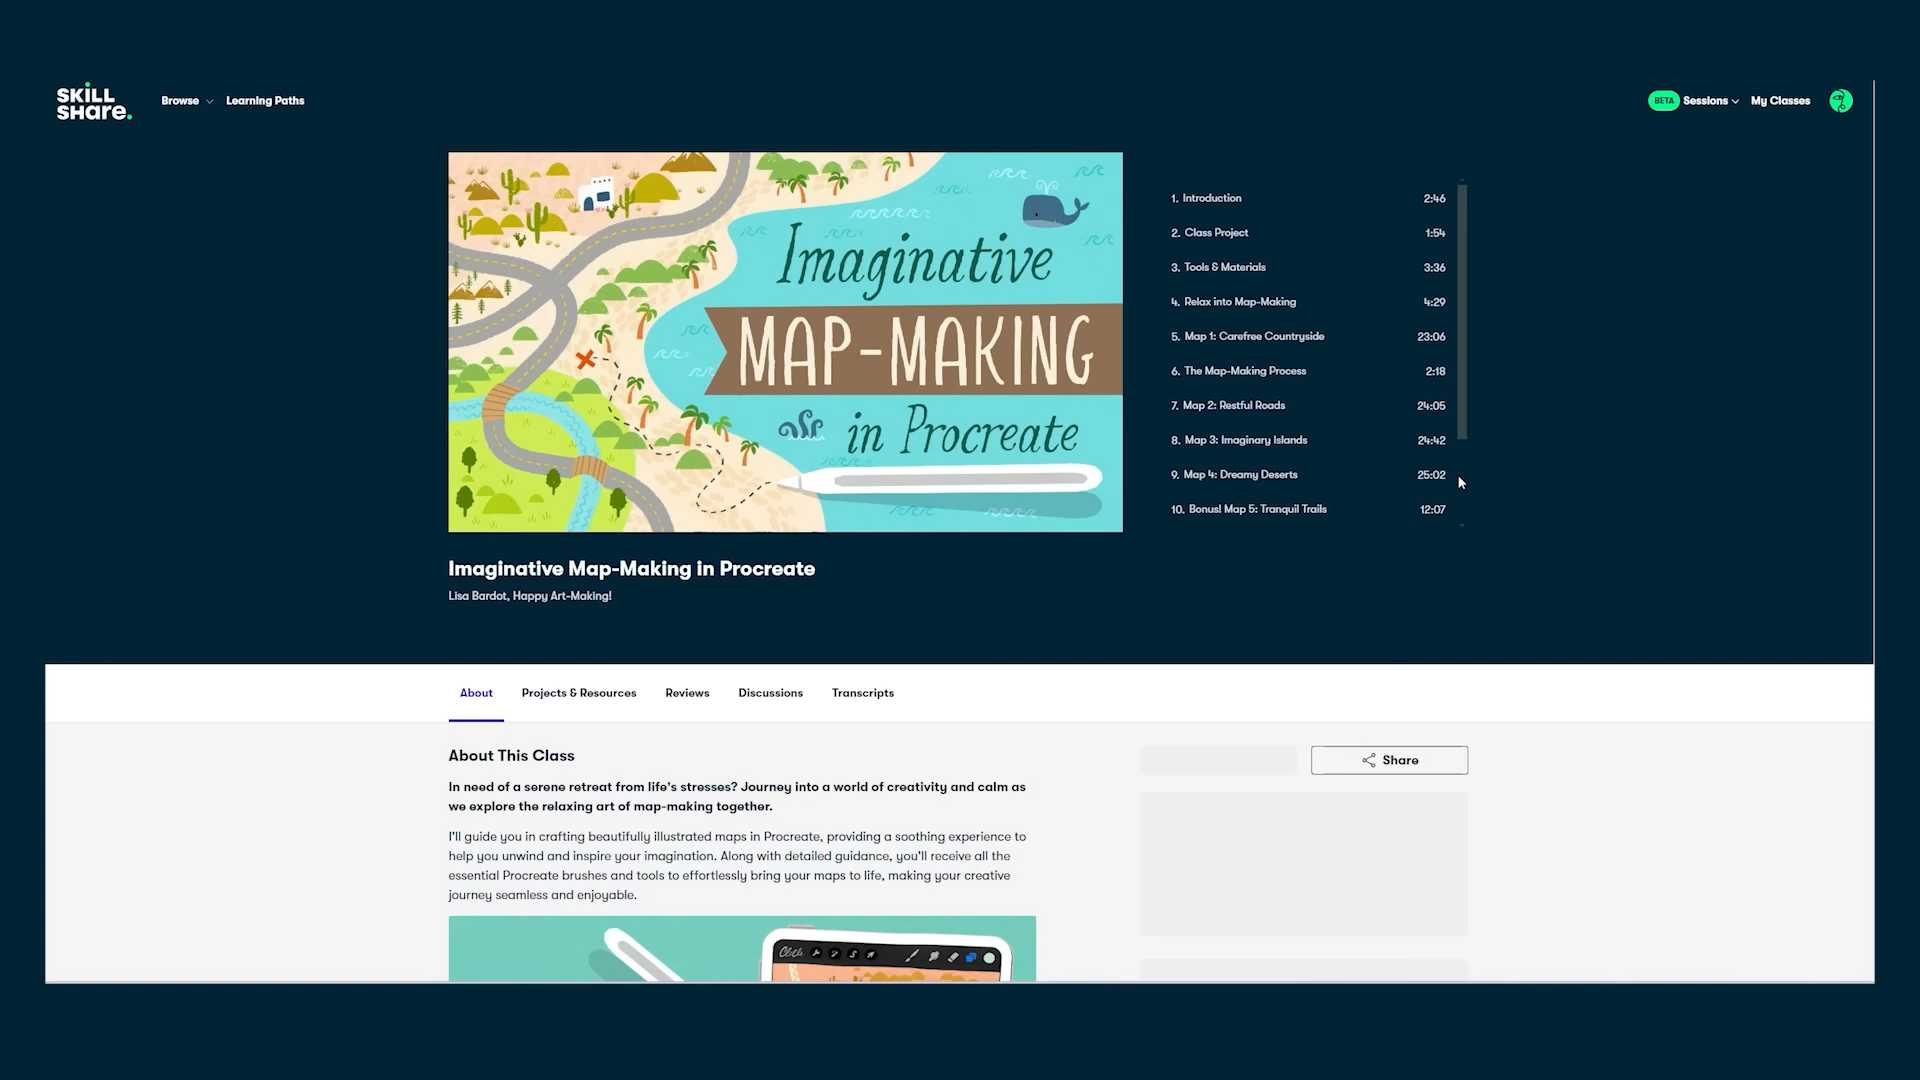 SKILL
SHare.
Browse
Learning Paths
BETA Sessions
My Classes
Imaginative
MAP-MAKING
in Procreate
1. Introduction 2:46
2. Class Project 1:54
3. Tools & Materials 3:36
4. Relax into Map-Making 4:29
5. Map 1: Carefree Countryside 23:06
6. The Map-Making Process 2:18
7. Map 2: Restful Roads 24:05
8. Map 3: Imaginary Islands 24:42
9. Map 4: Dreamy Deserts 25:02
10. Bonus! Map 5: Tranquil Trails 12:07
Imaginative Map-Making in Procreate
Lisa Bardot, Happy Art-Making!
About
Projects & Resources
Reviews
Discussions
Transcripts
About This Class
Share
In need of a serene retreat from life's stresses? Journey into a world of creativity and calm as
we explore the relaxing art of map-making together.
I'll guide you in crafting beautifully illustrated maps in Procreate, providing a soothing experience to
help you unwind and inspire your imagination. Along with detailed guidance, you'll receive all the
essential Procreate brushes and tools to effortlessly bring your maps to life, making your creative
journey seamless and enjoyable.